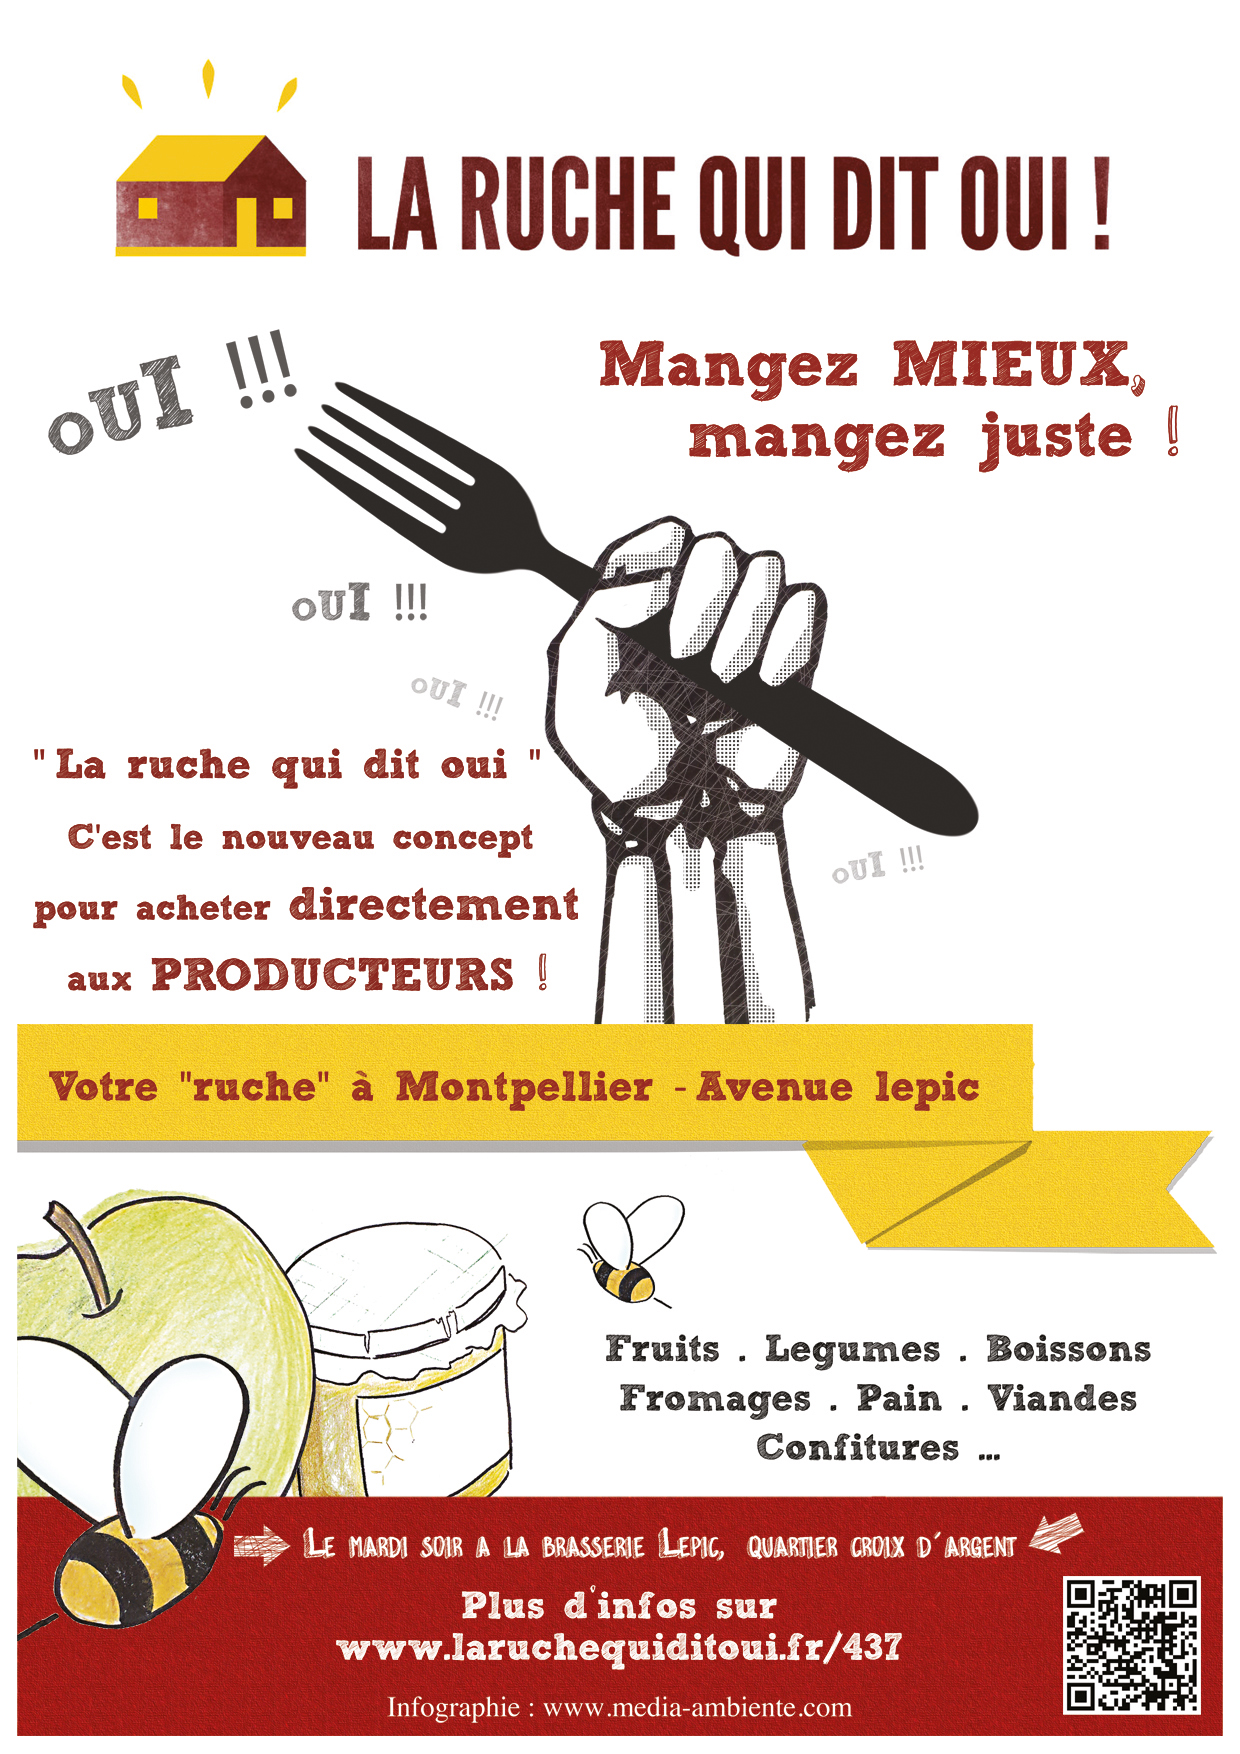 LA RUCHE QUI DIT OUI !
OUI !!!
Mangez MIEUX,
mangez juste !
OUI !!!
OUI !!!
" La ruche qui dit oui "
C'est le nouveau concept
pour acheter directement
aux PRODUCTEURS !
OUI !!!
Votre "ruche" à Montpellier - Avenue lepic
Fruits . Legumes . Boissons
Fromages . Pain . Viandes
Confitures ...
Le mardi soir a la brasserie Lepic, quartier croix d'argent
Plus d'infos sur
www.laruchequiditoui.fr/437
Infographie : www.media-ambiente.com